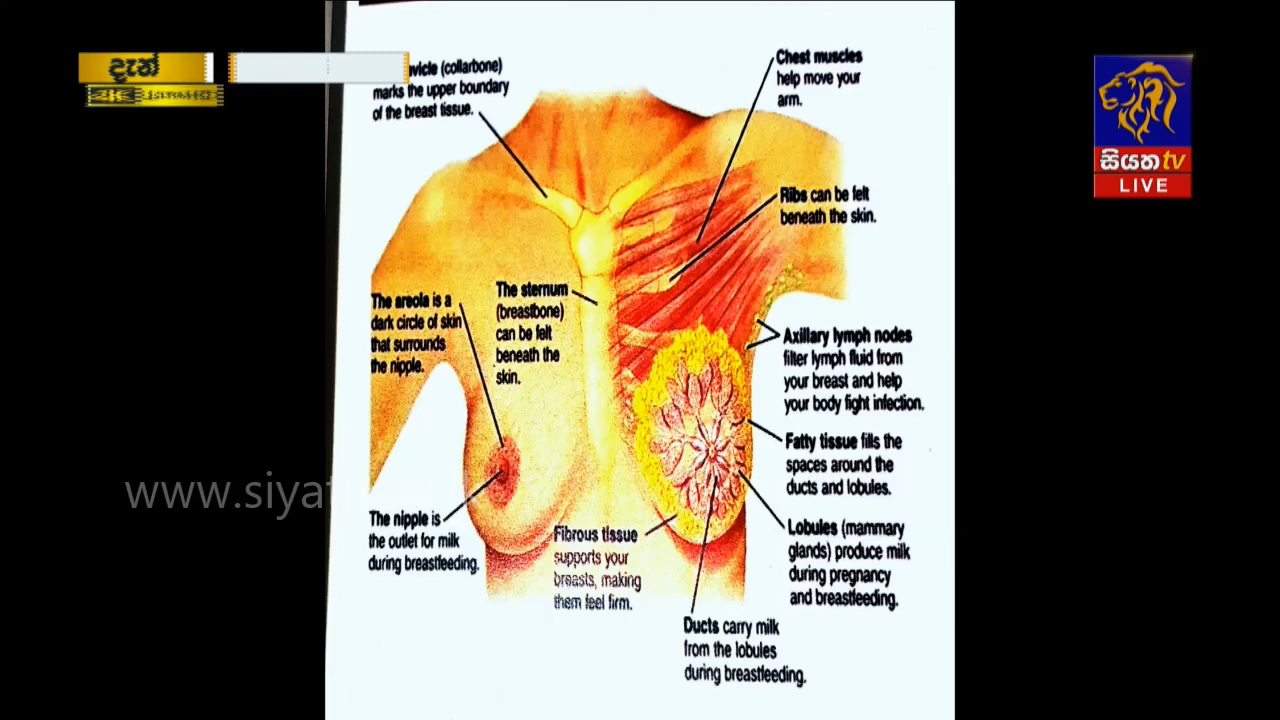 දැන්
සියත tv
LIVE
(collarbone)
marks the upper boundary
of the breast tissue.
Chest muscles
help move your
arm.
Ribs can be felt
beneath the skin.
The areola is a
dark circle of skin
that surrounds
the nipple.
The sternum
(breastbone)
can be felt
beneath the
skin.
Axillary lymph nodes
filter lymph fluid from
your breast and help
your body fight infection.
Fatty tissue fills the
spaces around the
ducts and lobules.
The nipple is
the outlet for milk
during breastfeeding.
Fibrous tissue
supports your
breasts, making
them feel firm.
Lobules (mammary
glands) produce milk
during pregnancy
and breastfeeding.
Ducts carry milk
from the lobules
during breastfeeding.